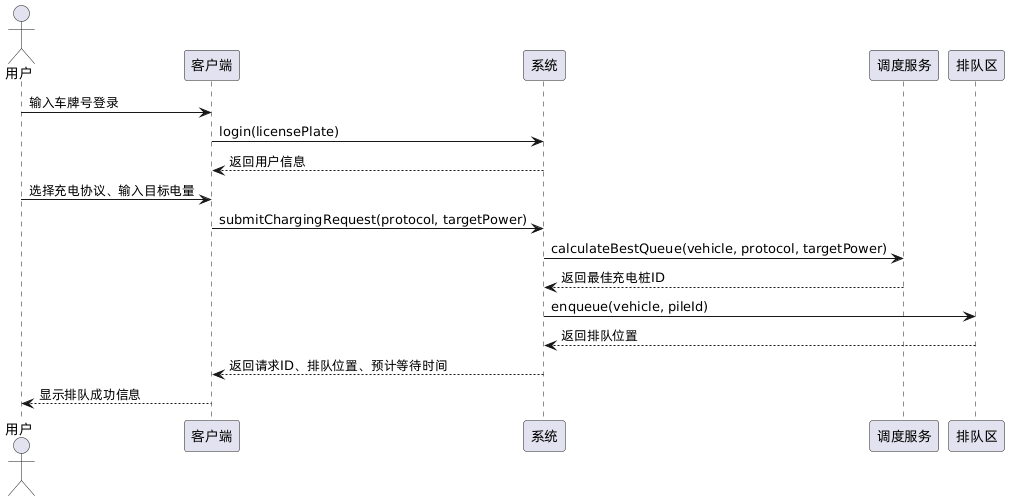 用户
客户端
系统
调度服务
排队区
输入车牌号登录
login(licensePlate)
返回用户信息
选择充电协议、输入目标电量
submitChargingRequest(protocol, targetPower)
calculateBestQueue(vehicle, protocol, targetPower)
返回最佳充电桩ID
enqueue(vehicle, pileId)
返回排队位置
返回请求ID、排队位置、预计等待时间
显示排队成功信息
用户
客户端
系统
调度服务
排队区